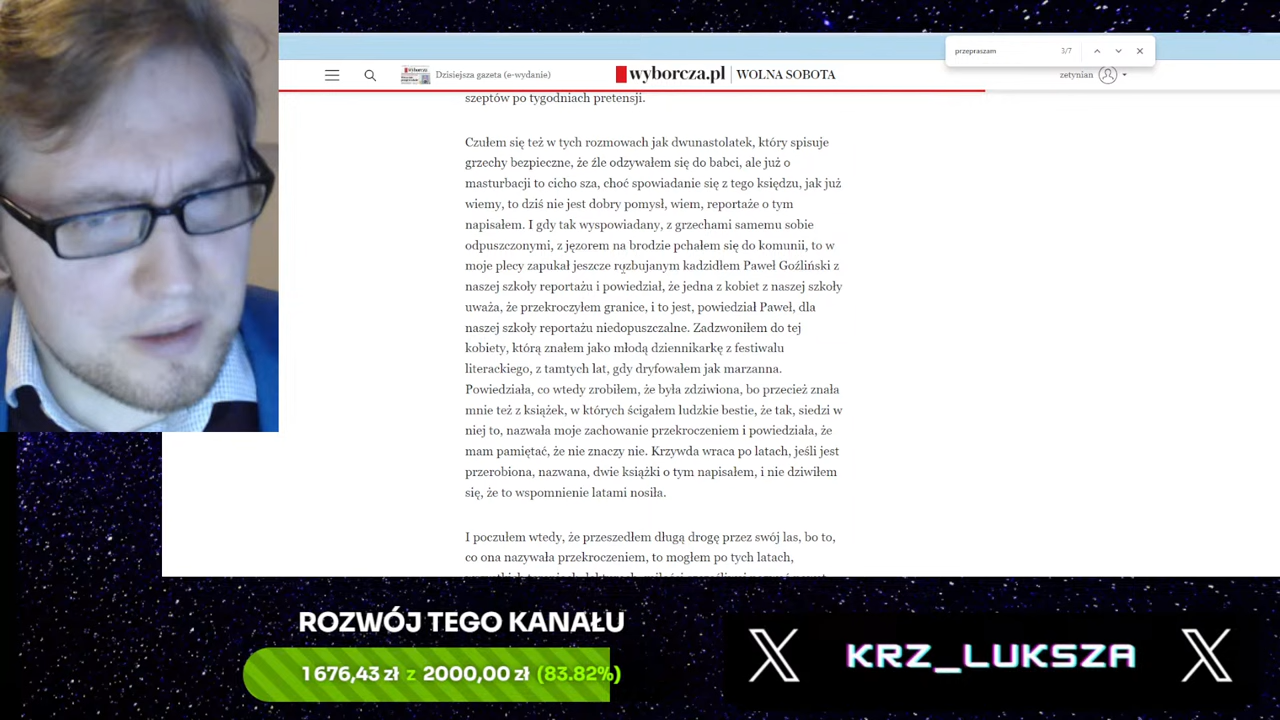 przepraszam 3/7
Dzisiejsza gazeta (e-wydanie) wyborcza.pl | WOLNA SOBOTA zetynian
szeptów po tygodniach pretensji.
Czułem się też w tych rozmowach jak dwunastolatek, który spisuje
grzechy bezpieczne, że źle odzywałem się do babci, ale już o
masturbacji to cicho sza, choć spowiadanie się z tego księdzu, jak już
wiemy, to dziś nie jest dobry pomysł, wiem, reportaże o tym
napisałem. I gdy tak wyspowiadany, z grzechami samemu sobie
odpuszczonymi, z jęzorem na brodzie pchałem się do komunii, to w
moje plecy zapukał jeszcze rozbujanym kadzidłem Paweł Goźliński z
naszej szkoły reportażu i powiedział, że jedna z kobiet z naszej szkoły
uważa, że przekroczyłem granice, i to jest, powiedział Paweł, dla
naszej szkoły reportażu niedopuszczalne. Zadzwoniłem do tej
kobiety, którą znałem jako młodą dziennikarkę z festiwalu
literackiego, z tamtych lat, gdy dryfowałem jak marzanna.
Powiedziała, co wtedy zrobiłem, że była zdziwiona, bo przecież znała
mnie też z książek, w których ścigałem ludzkie bestie, że tak, siedzi w
niej to, nazwała moje zachowanie przekroczeniem i powiedziała, że
mam pamiętać, że nie znaczy nie. Krzywda wraca po latach, jeśli jest
przerobiona, nazwana, dwie książki o tym napisałem, i nie dziwiłem
się, że to wspomnienie latami nosiła.
I poczułem wtedy, że przeszedłem długą drogę przez swój las, bo to,
co ona nazywała przekroczeniem, to mogłem po tych latach,
ROZWÓJ TEGO KANAŁU
1 676,43 zł z 2000,00 zł (83.82%)
X KRZ_LUKSZA X